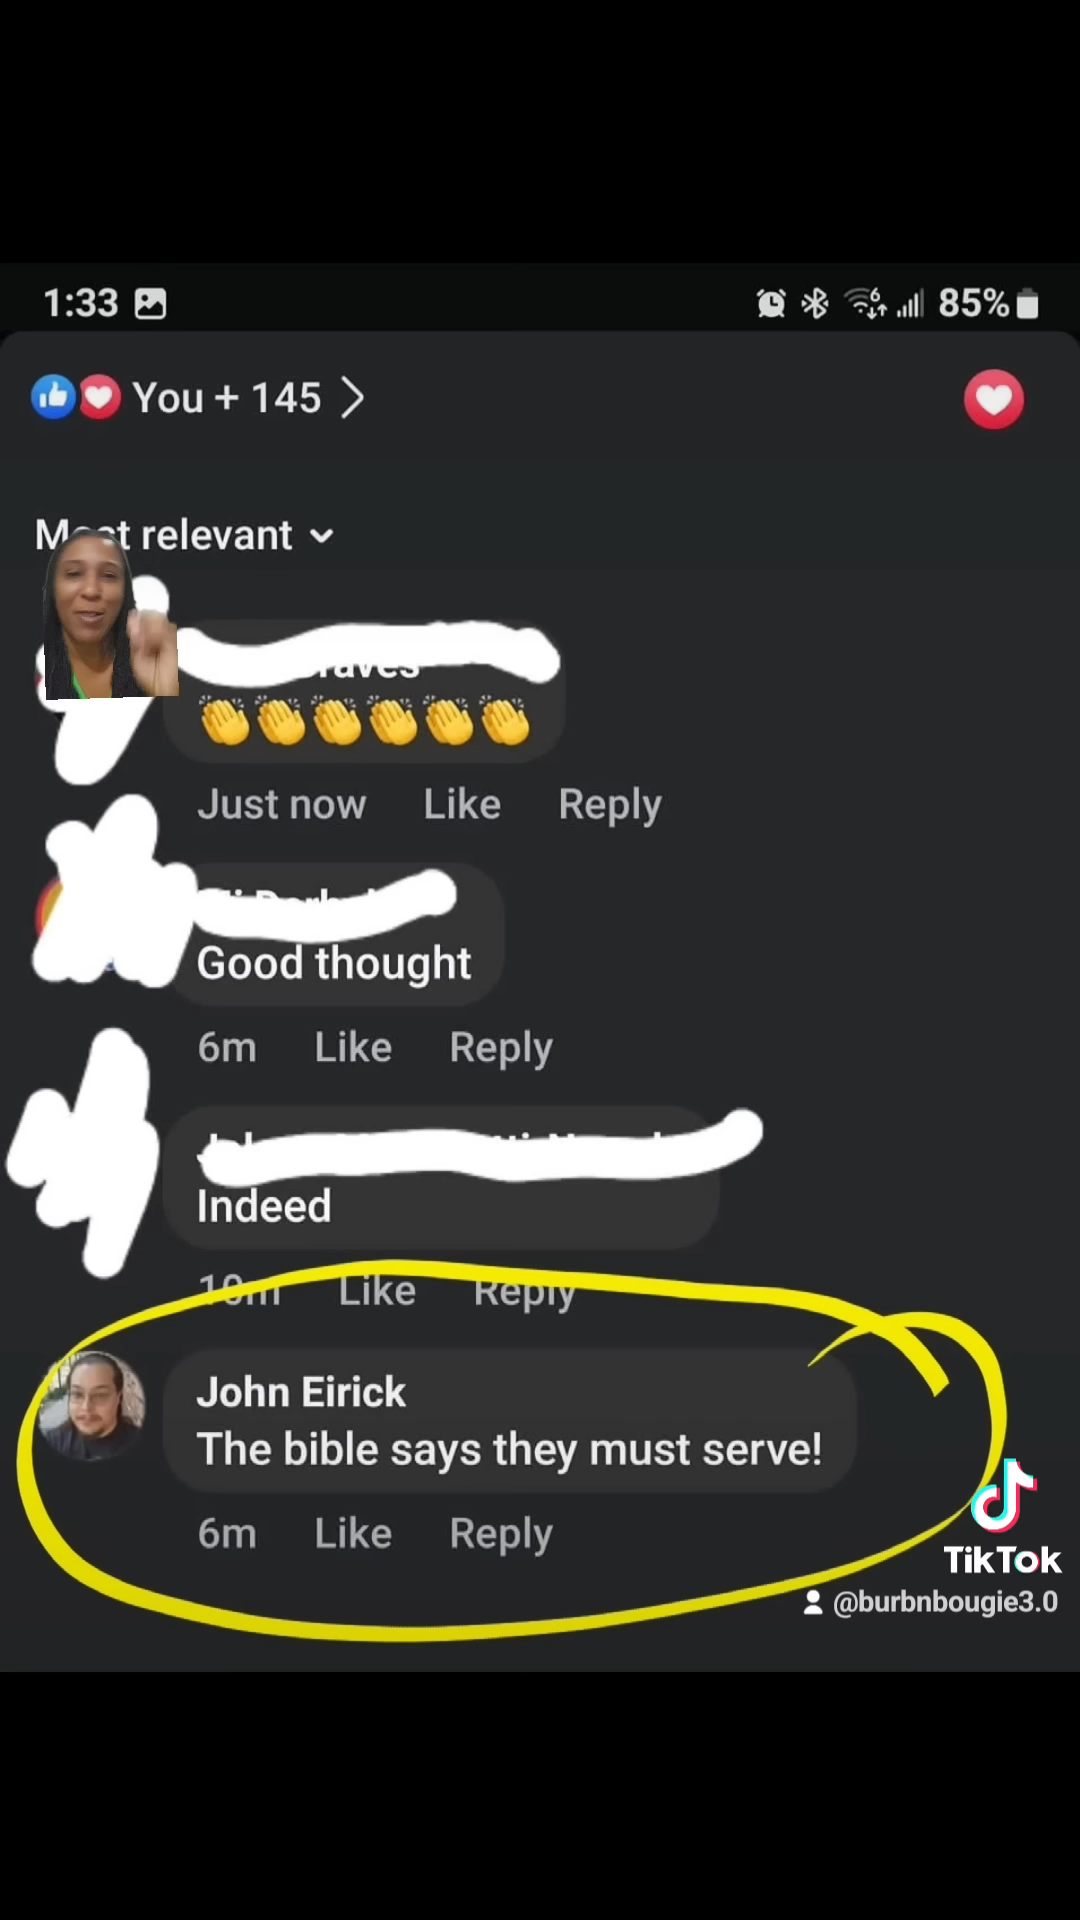 1:33 85%
You + 145
Most relevant
👏👏👏👏👏👏
Just now Like Reply
Good thought
6m Like Reply
Indeed
10m Like Reply
John Eirick
The bible says they must serve!
6m Like Reply
TikTok
@burbnbougie3.0